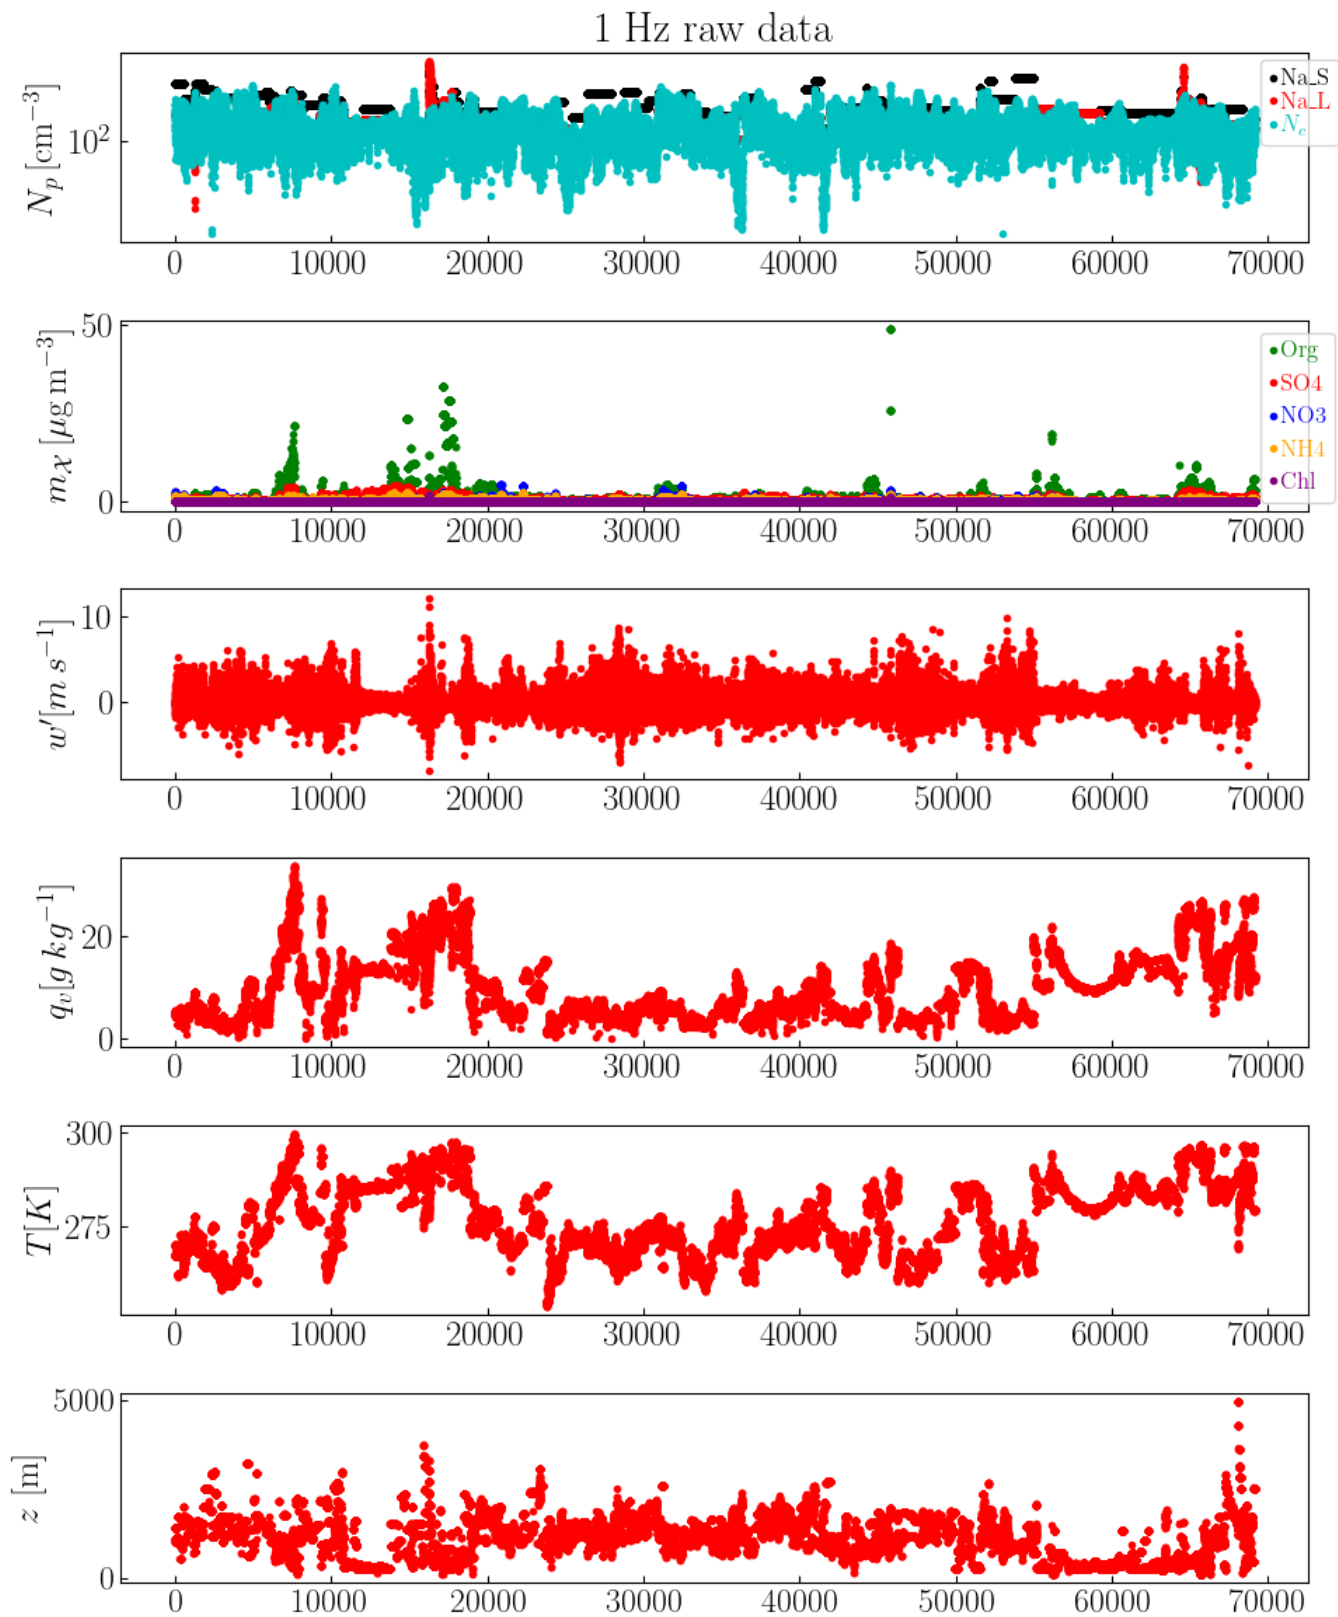 1 Hz raw data
N_p [cm^{-3}]
10^2
Na_S
Na_L
N_c
0 10000 20000 30000 40000 50000 60000 70000
m_χ [μg m^{-3}]
50
0
Org
SO4
NO3
NH4
Chl
0 10000 20000 30000 40000 50000 60000 70000
w'[m s^{-1}]
10
0
0 10000 20000 30000 40000 50000 60000 70000
q_v[g kg^{-1}]
20
0
0 10000 20000 30000 40000 50000 60000 70000
T[K]
300
275
0 10000 20000 30000 40000 50000 60000 70000
z [m]
5000
0
0 10000 20000 30000 40000 50000 60000 70000